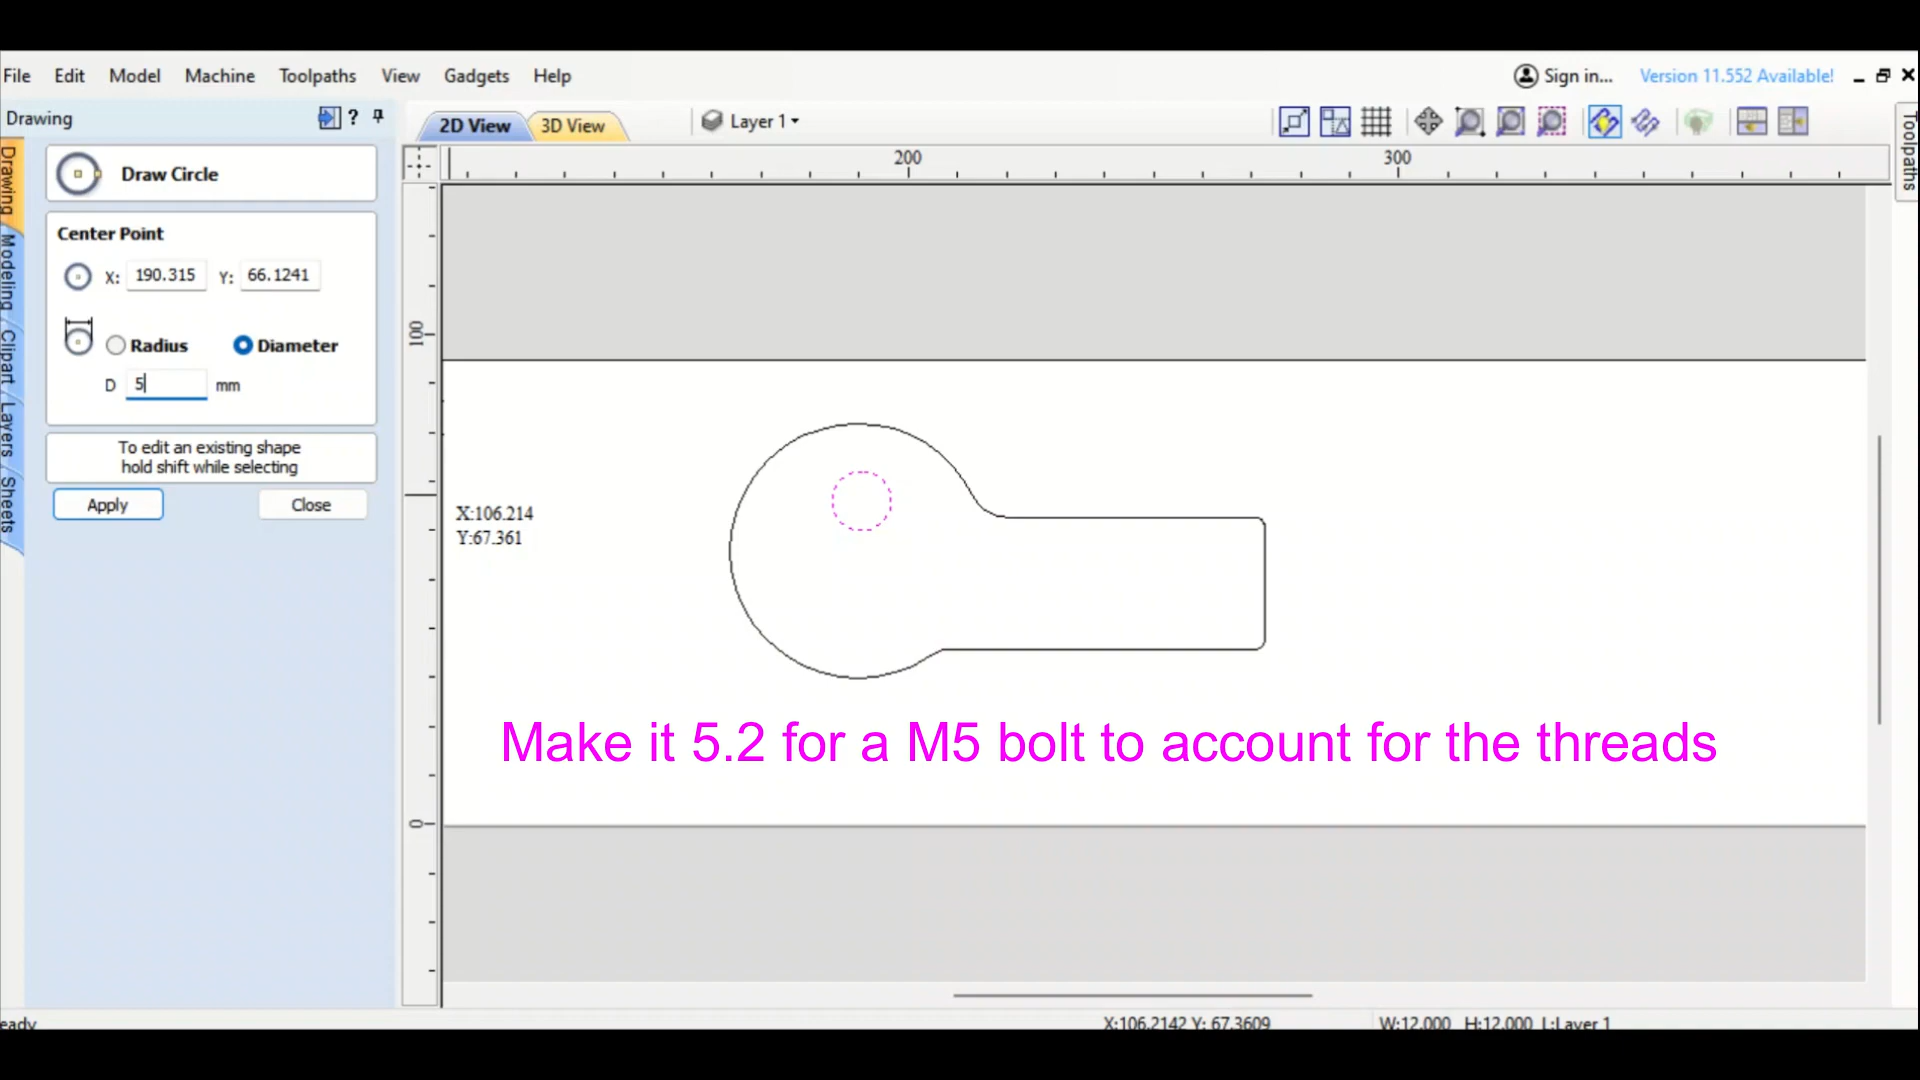 File Edit Model Machine Toolpaths View Gadgets Help Sign in... Version 11.552 Available!
Drawing ?
2D View 3D View Layer 1
Toolpaths
Drawing
Modeling
Clipart
Layers
Sheets
Draw Circle
Center Point
X: 190.315 Y: 66.1241
Radius Diameter
D 5 mm
To edit an existing shape
hold shift while selecting
Apply Close
200 300
100
0
X:106.214
Y:67.361
Make it 5.2 for a M5 bolt to account for the threads
eady X:106.2142 Y: 67.3609 W:12.000 H:12.000 L:Layer 1